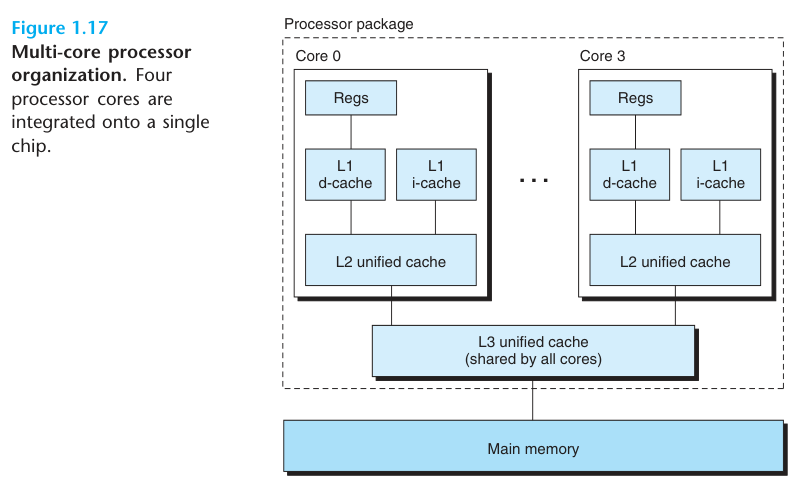 Figure 1.17
Multi-core processor
organization. Four
processor cores are
integrated onto a single
chip.
Processor package
Core 0
Regs
L1
d-cache
L1
i-cache
L2 unified cache
. . .
Core 3
Regs
L1
d-cache
L1
i-cache
L2 unified cache
L3 unified cache
(shared by all cores)
Main memory